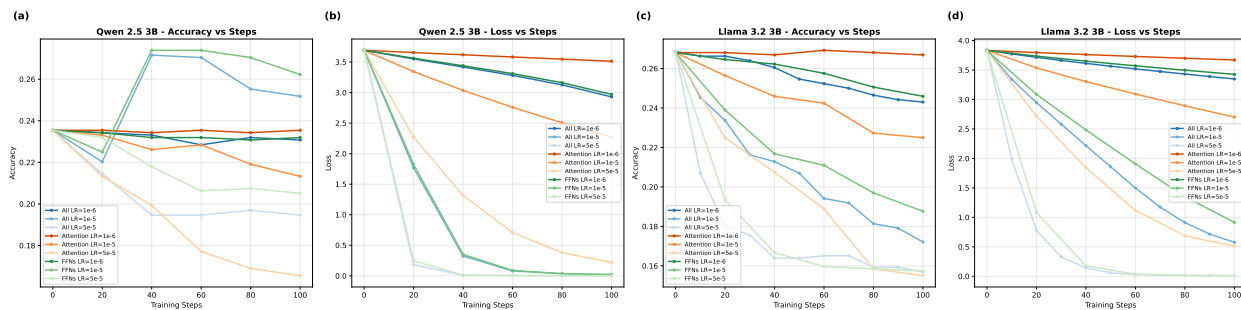 (a)
Qwen 2.5 3B - Accuracy vs Steps
Accuracy
0.26
0.24
0.22
0.20
0.18
All LR=1e-6
All LR=1e-5
All LR=5e-5
Attention LR=1e-6
Attention LR=1e-5
Attention LR=5e-5
FFNs LR=1e-6
FFNs LR=1e-5
FFNs LR=5e-5
0 20 40 60 80 100
Training Steps
(b)
Qwen 2.5 3B - Loss vs Steps
Loss
3.5
3.0
2.5
2.0
1.5
1.0
0.5
0.0
All LR=1e-6
All LR=1e-5
All LR=5e-5
Attention LR=1e-6
Attention LR=1e-5
Attention LR=5e-5
FFNs LR=1e-6
FFNs LR=1e-5
FFNs LR=5e-5
0 20 40 60 80 100
Training Steps
(c)
Llama 3.2 3B - Accuracy vs Steps
Accuracy
0.26
0.24
0.22
0.20
0.18
0.16
All LR=1e-6
All LR=1e-5
All LR=5e-5
Attention LR=1e-6
Attention LR=1e-5
Attention LR=5e-5
FFNs LR=1e-6
FFNs LR=1e-5
FFNs LR=5e-5
0 20 40 60 80 100
Training Steps
(d)
Llama 3.2 3B - Loss vs Steps
Loss
4.0
3.5
3.0
2.5
2.0
1.5
1.0
0.5
0.0
All LR=1e-6
All LR=1e-5
All LR=5e-5
Attention LR=1e-6
Attention LR=1e-5
Attention LR=5e-5
FFNs LR=1e-6
FFNs LR=1e-5
FFNs LR=5e-5
0 20 40 60 80 100
Training Steps